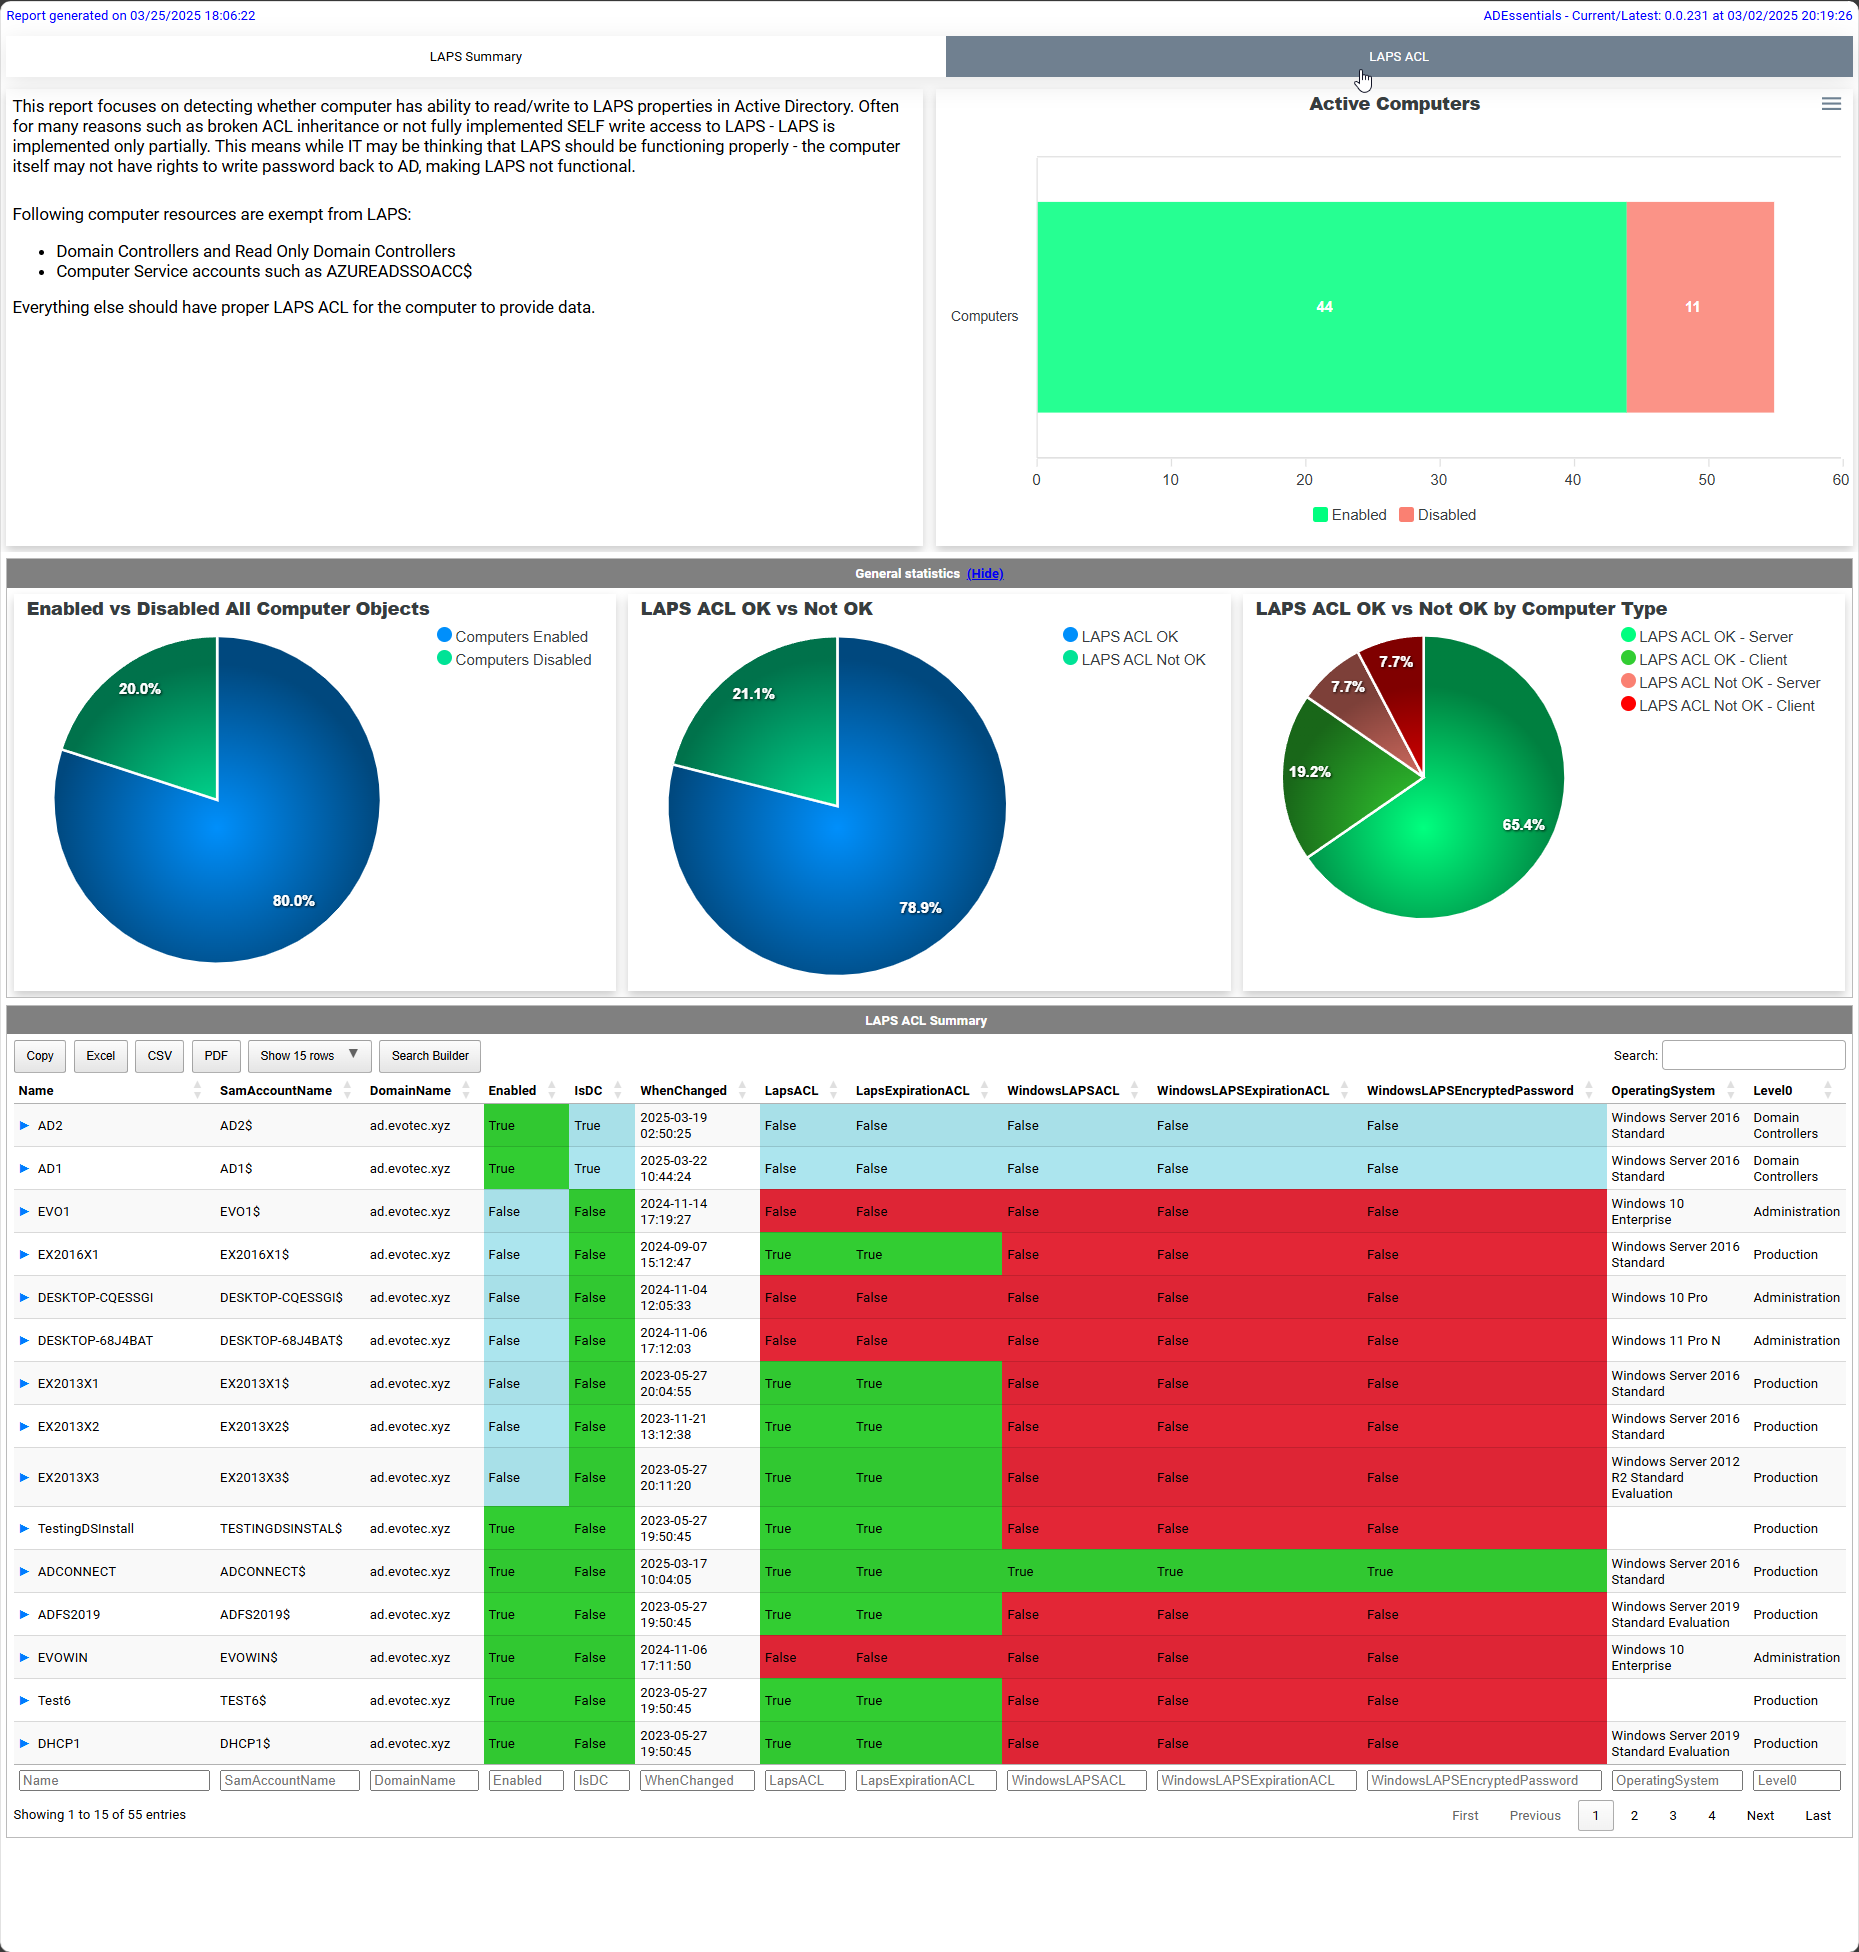 Report generated on 03/25/2025 18:06:22
ADEssentials - Current/Latest: 0.0.231 at 03/02/2025 20:19:26
LAPS Summary
LAPS ACL
This report focuses on detecting whether computer has ability to read/write to LAPS properties in Active Directory. Often
for many reasons such as broken ACL inheritance or not fully implemented SELF write access to LAPS - LAPS is
implemented only partially. This means while IT may be thinking that LAPS should be functioning properly - the computer
itself may not have rights to write password back to AD, making LAPS not functional.
Following computer resources are exempt from LAPS:
• Domain Controllers and Read Only Domain Controllers
• Computer Service accounts such as AZUREADSSOACC$
Everything else should have proper LAPS ACL for the computer to provide data.
Active Computers
Computers
44
11
0 10 20 30 40 50 60
Enabled Disabled
General statistics (Hide)
Enabled vs Disabled All Computer Objects
Computers Enabled
Computers Disabled
20.0%
80.0%
LAPS ACL OK vs Not OK
LAPS ACL OK
LAPS ACL Not OK
21.1%
78.9%
LAPS ACL OK vs Not OK by Computer Type
LAPS ACL OK - Server
LAPS ACL OK - Client
LAPS ACL Not OK - Server
LAPS ACL Not OK - Client
7.7%
7.7%
19.2%
65.4%
LAPS ACL Summary
Copy Excel CSV PDF Show 15 rows ▼ Search Builder Search:
Name SamAccountName DomainName Enabled IsDC WhenChanged LapsACL LapsExpirationACL WindowsLAPSACL WindowsLAPSExpirationACL WindowsLAPSEncryptedPassword OperatingSystem Level0
AD2 AD2$ ad.evotec.xyz True True 2025-03-19 02:50:25 False False False False False Windows Server 2016 Standard Domain Controllers
AD1 AD1$ ad.evotec.xyz True True 2025-03-22 10:44:24 False False False False False Windows Server 2016 Standard Domain Controllers
EVO1 EVO1$ ad.evotec.xyz False False 2024-11-14 17:19:27 False False False False False Windows 10 Enterprise Administration
EX2016X1 EX2016X1$ ad.evotec.xyz False False 2024-09-07 15:12:47 True True False False False Windows Server 2016 Standard Production
DESKTOP-CQESSGI DESKTOP-CQESSGI$ ad.evotec.xyz False False 2024-11-04 12:05:33 False False False False False Windows 10 Pro Administration
DESKTOP-68J4BAT DESKTOP-68J4BAT$ ad.evotec.xyz False False 2024-11-06 17:12:03 False False False False False Windows 11 Pro N Administration
EX2013X1 EX2013X1$ ad.evotec.xyz False False 2023-05-27 20:04:55 True True False False False Windows Server 2016 Standard Production
EX2013X2 EX2013X2$ ad.evotec.xyz False False 2023-11-21 13:12:38 True True False False False Windows Server 2016 Standard Production
EX2013X3 EX2013X3$ ad.evotec.xyz False False 2023-05-27 20:11:20 True True False False False Windows Server 2012 R2 Standard Evaluation Production
TestingDSInstall TESTINGDSINSTAL$ ad.evotec.xyz True False 2023-05-27 19:50:45 True True False False False Production
ADCONNECT ADCONNECT$ ad.evotec.xyz True False 2025-03-17 10:04:05 True True True True True Windows Server 2016 Standard Production
ADFS2019 ADFS2019$ ad.evotec.xyz True False 2023-05-27 19:50:45 True True False False False Windows Server 2019 Standard Evaluation Production
EVOWIN EVOWIN$ ad.evotec.xyz True False 2024-11-06 17:11:50 False False False False False Windows 10 Enterprise Administration
Test6 TEST6$ ad.evotec.xyz True False 2023-05-27 19:50:45 True True False False False Production
DHCP1 DHCP1$ ad.evotec.xyz True False 2023-05-27 19:50:45 True True False False False Windows Server 2019 Standard Evaluation Production
Name SamAccountName DomainName Enabled IsDC WhenChanged LapsACL LapsExpirationACL WindowsLAPSACL WindowsLAPSExpirationACL WindowsLAPSEncryptedPassword OperatingSystem Level0
Showing 1 to 15 of 55 entries
First Previous 1 2 3 4 Next Last